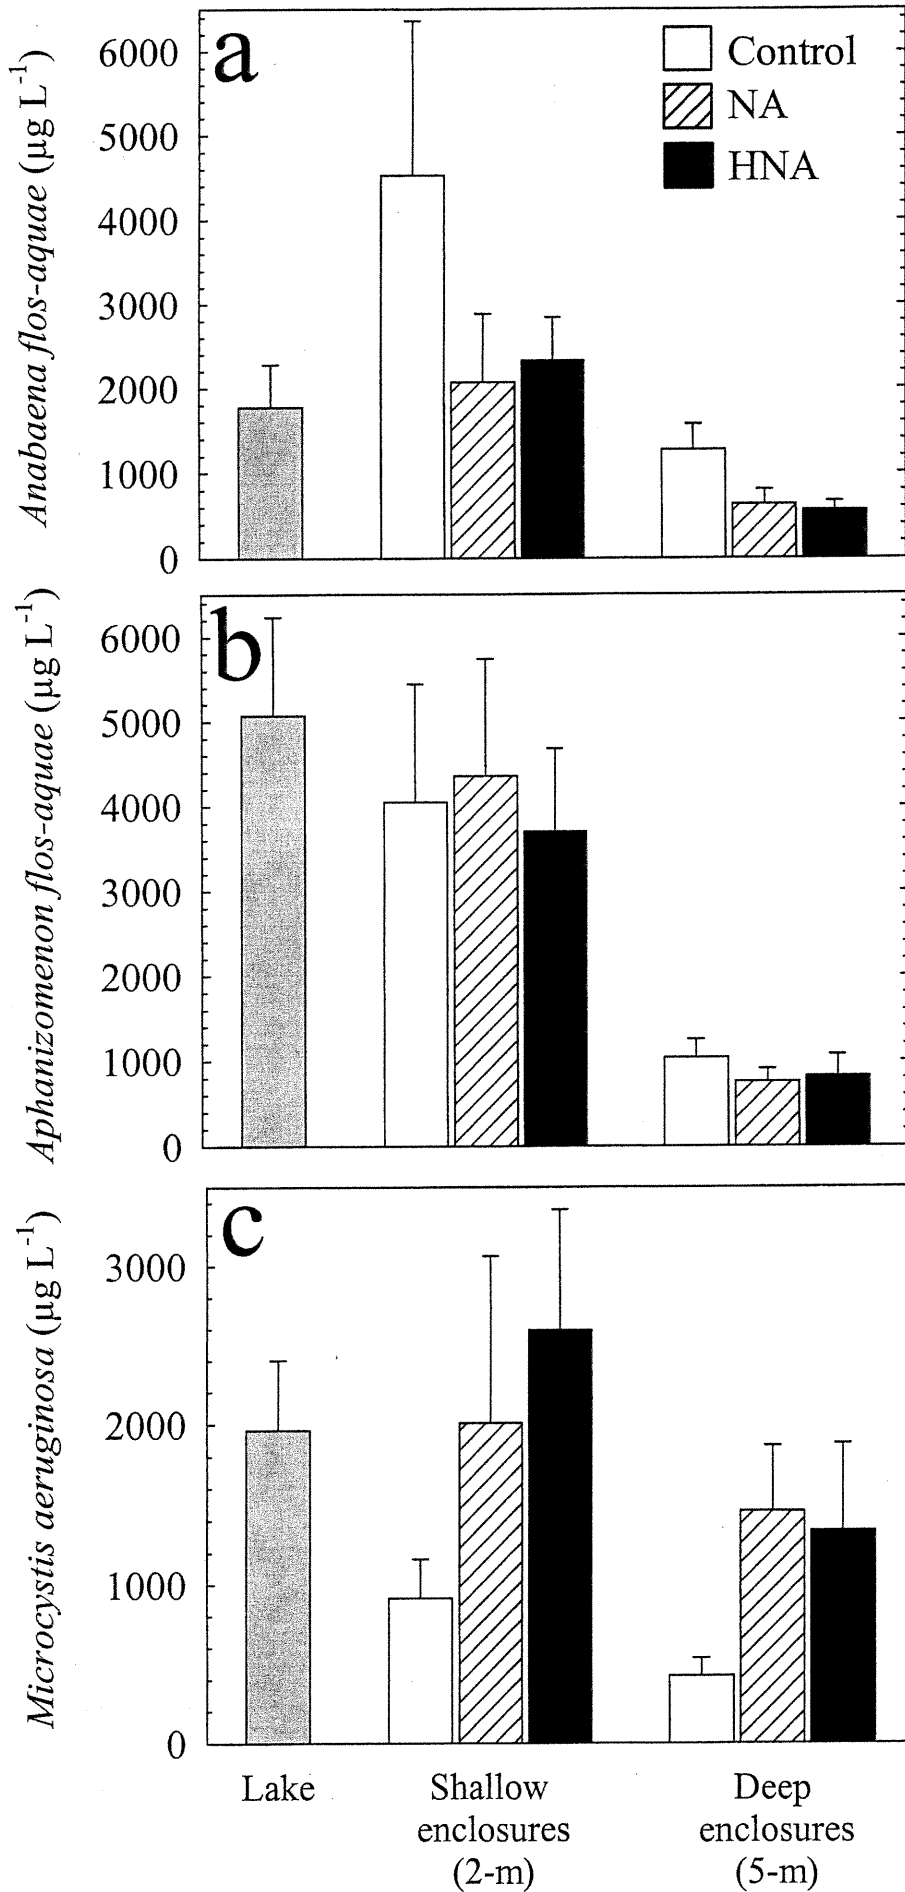 a
Control
NA
HNA
Anabaena flos-aquae (µg L⁻¹)
6000
5000
4000
3000
2000
1000
0
b
Aphanizomenon flos-aquae (µg L⁻¹)
6000
5000
4000
3000
2000
1000
0
c
Microcystis aeruginosa (µg L⁻¹)
3000
2000
1000
0
Lake
Shallow
enclosures
(2-m)
Deep
enclosures
(5-m)